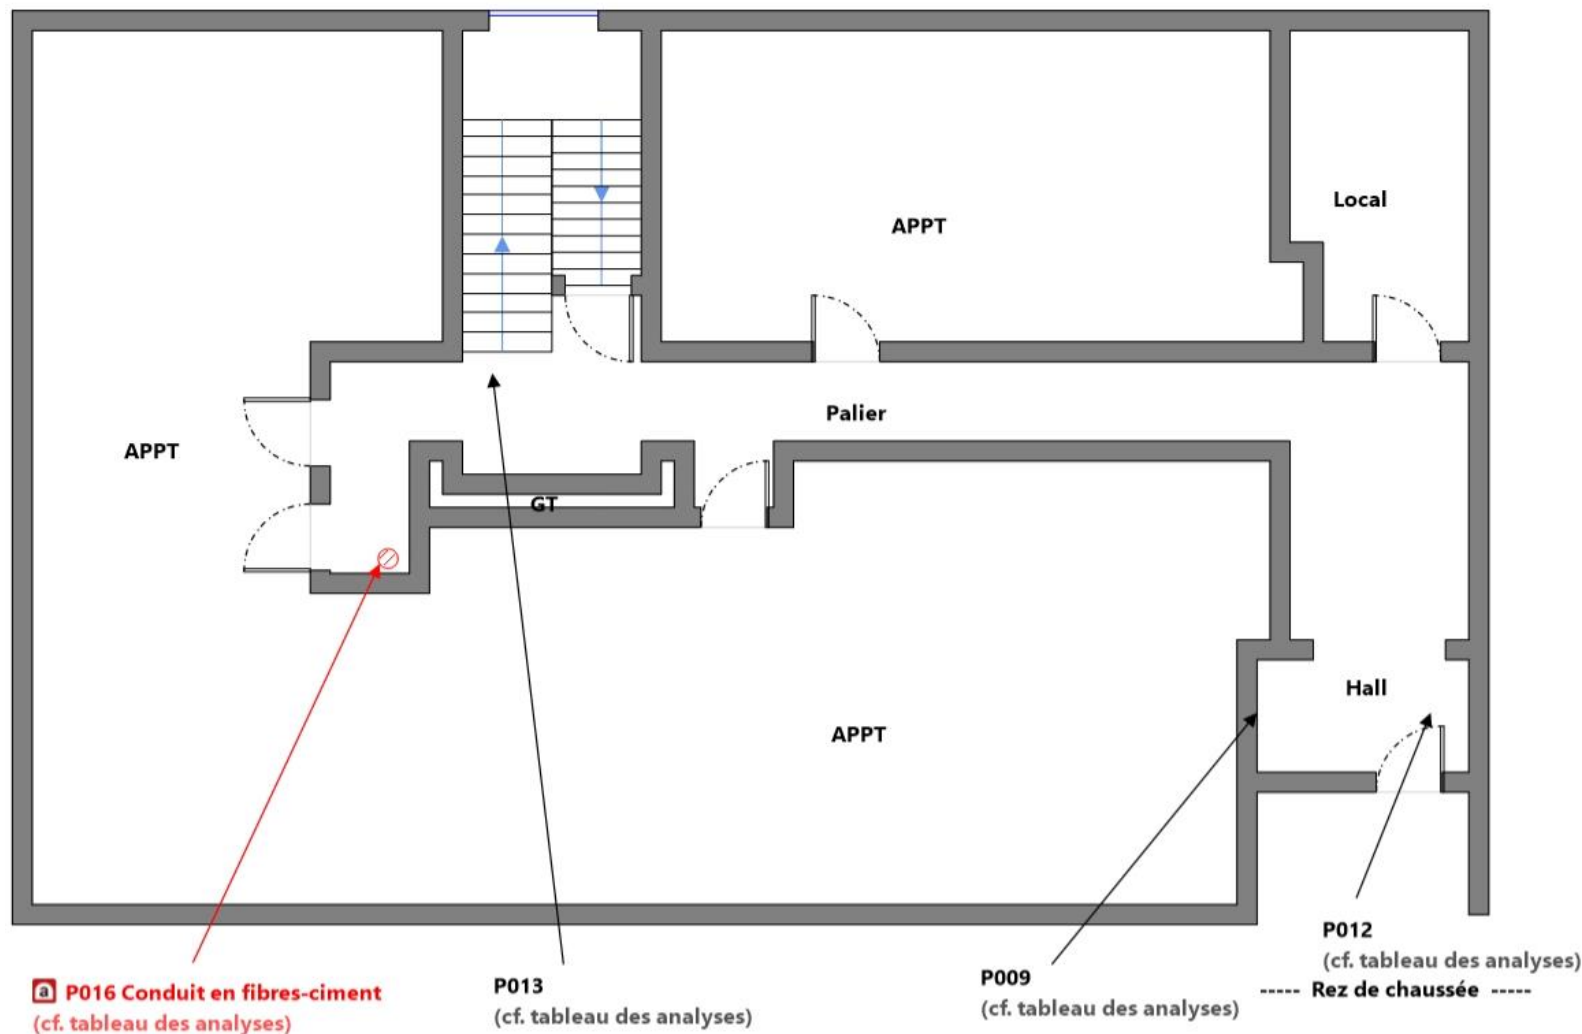 Local
APPT
Palier
APPT
GT
Hall
APPT
P012
(cf. tableau des analyses)
P009
(cf. tableau des analyses)
----- Rez de chaussée -----
P013
(cf. tableau des analyses)
a P016 Conduit en fibres-ciment
(cf. tableau des analyses)